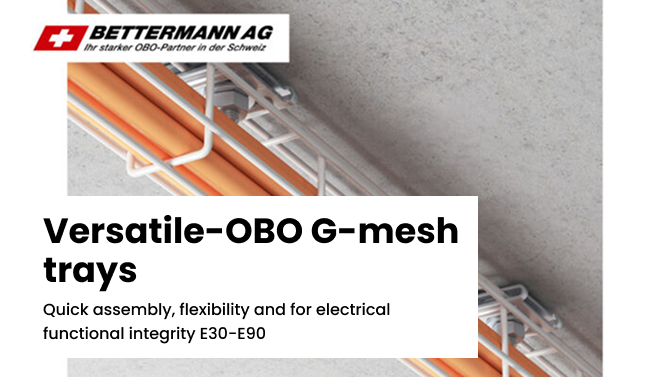 BETTERMANN AG
Ihr starker OBO-Partner in der Schweiz
Versatile-OBO G-mesh
trays
Quick assembly, flexibility and for electrical
functional integrity E30-E90